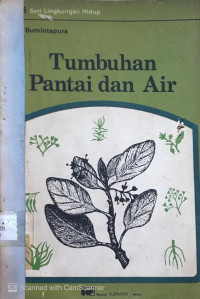 Seri Lingkungan Hidup
Sumintapura
Tumbuhan
Pantai dan Air
Scanned with CamScanner